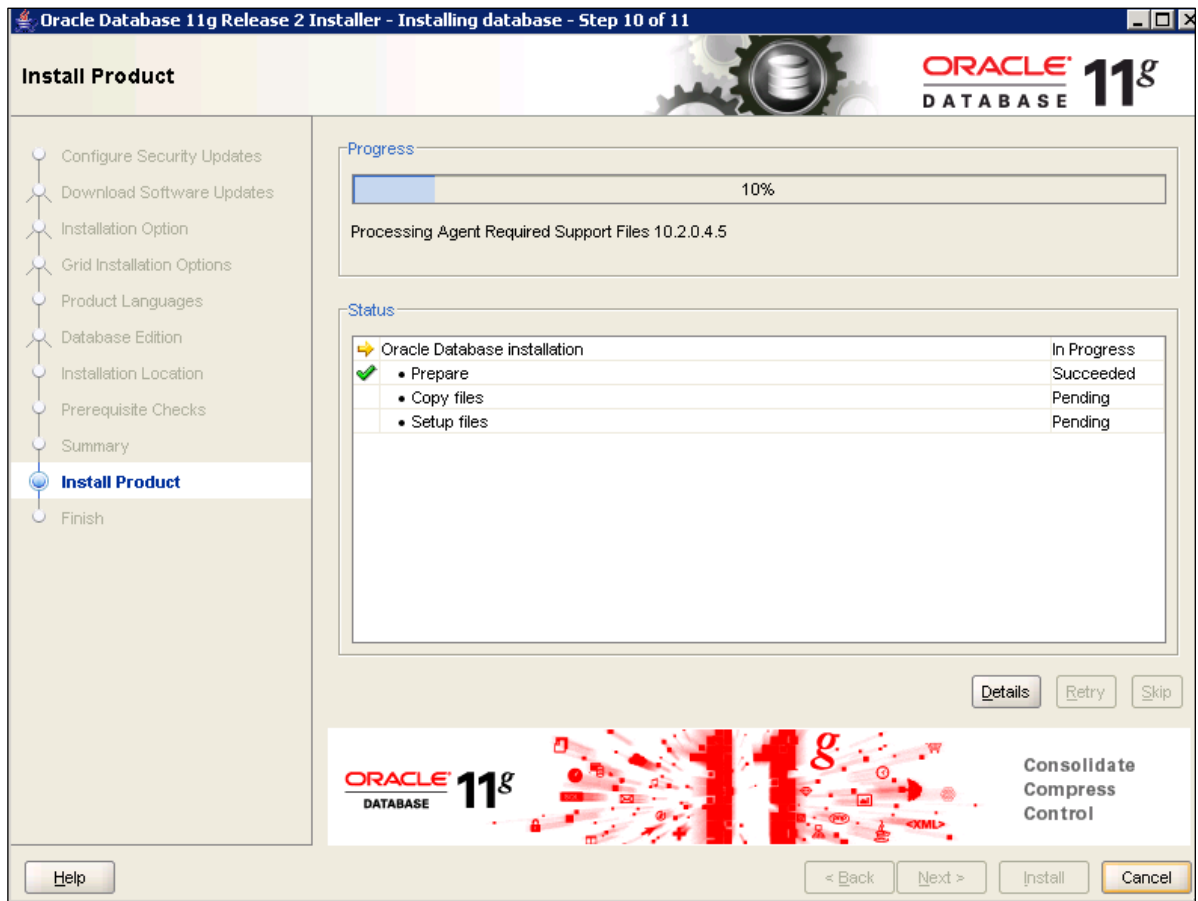 Oracle Database 11g Release 2 Installer - Installing database - Step 10 of 11
Install Product
ORACLE
DATABASE
11g
Configure Security Updates
Download Software Updates
Installation Option
Grid Installation Options
Product Languages
Database Edition
Installation Location
Prerequisite Checks
Summary
Install Product
Finish
Progress
10%
Processing Agent Required Support Files 10.2.0.4.5
Status
Oracle Database installation In Progress
• Prepare Succeeded
• Copy files Pending
• Setup files Pending
Details Retry Skip
ORACLE
DATABASE
11g
11g
<XML>
Consolidate
Compress
Control
Help < Back Next > Install Cancel